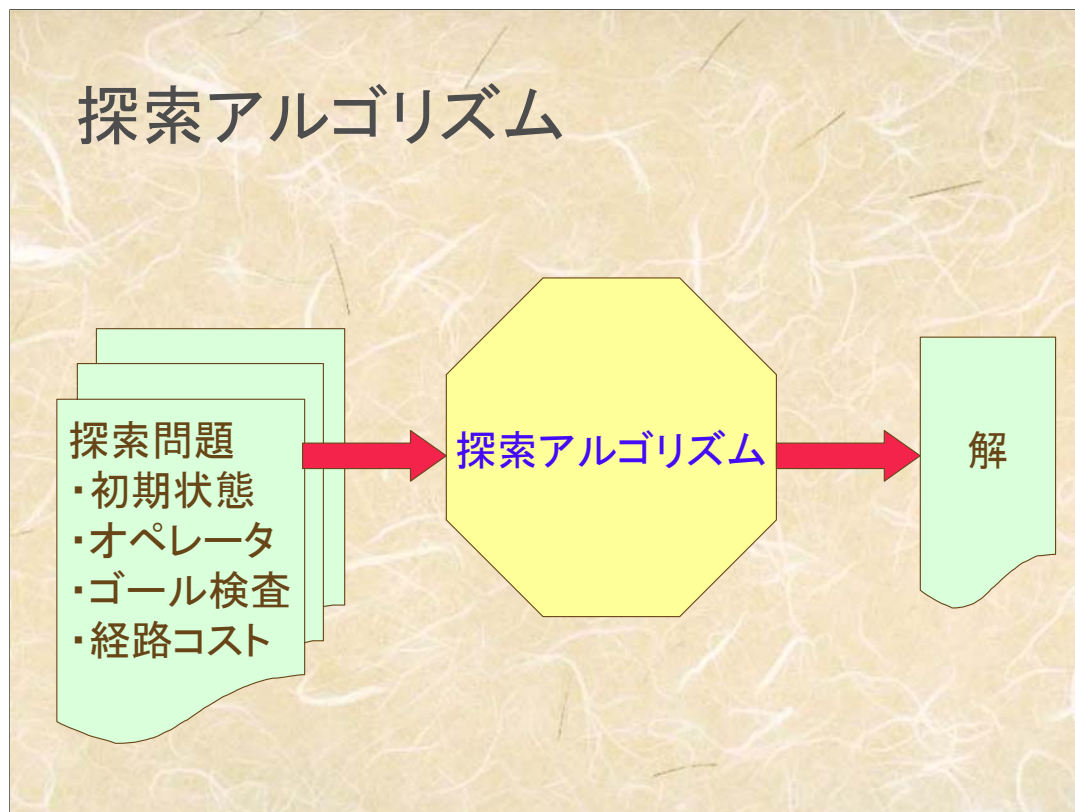 探索アルゴリズム
探索問題
・初期状態
・オペレータ
・ゴール検査
・経路コスト
探索アルゴリズム
解